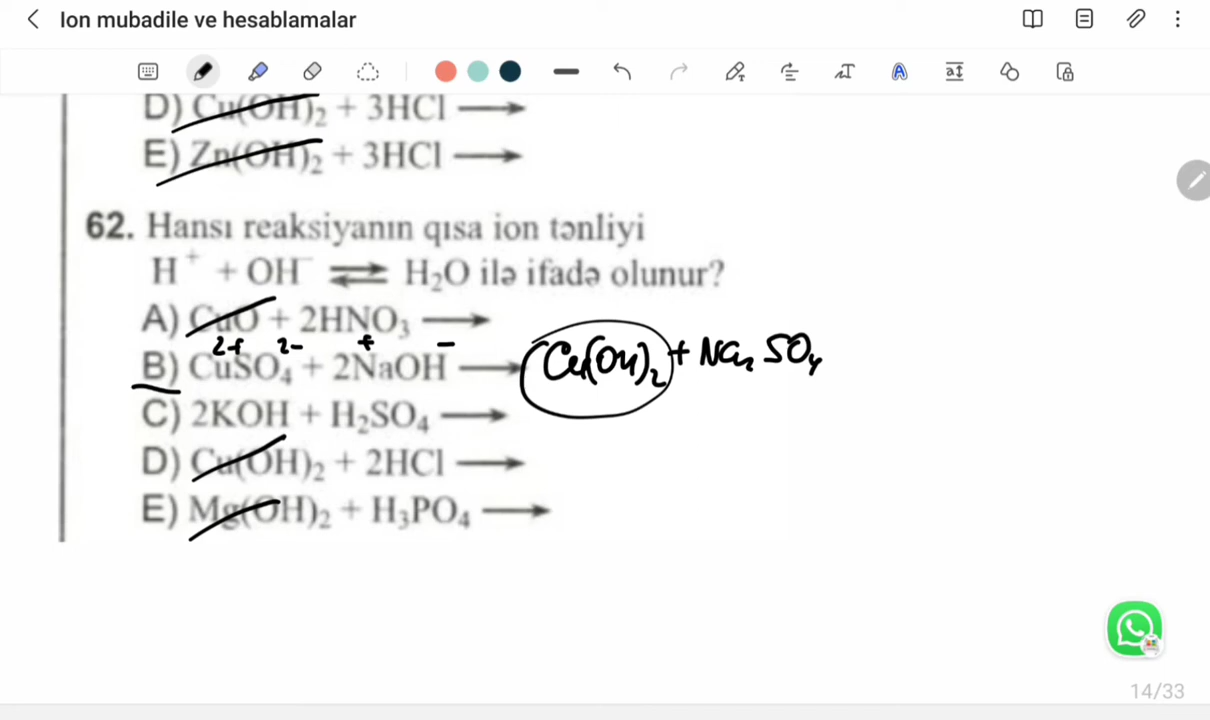 Ion mubadile ve hesablamalar
D) Cu(OH)₂ + 3HCl ⟶
E) Zn(OH)₂ + 3HCl ⟶
62. Hansı reaksiyanın qısa ion tənliyi
H⁺ + OH⁻ ⇄ H₂O ilə ifadə olunur?
A) CuO + 2HNO₃ ⟶
2+ 2- + -
B) CuSO₄ + 2NaOH ⟶ Cu(OH)₂ + Na₂SO₄
C) 2KOH + H₂SO₄ ⟶
D) Cu(OH)₂ + 2HCl ⟶
E) Mg(OH)₂ + H₃PO₄ ⟶
14/33